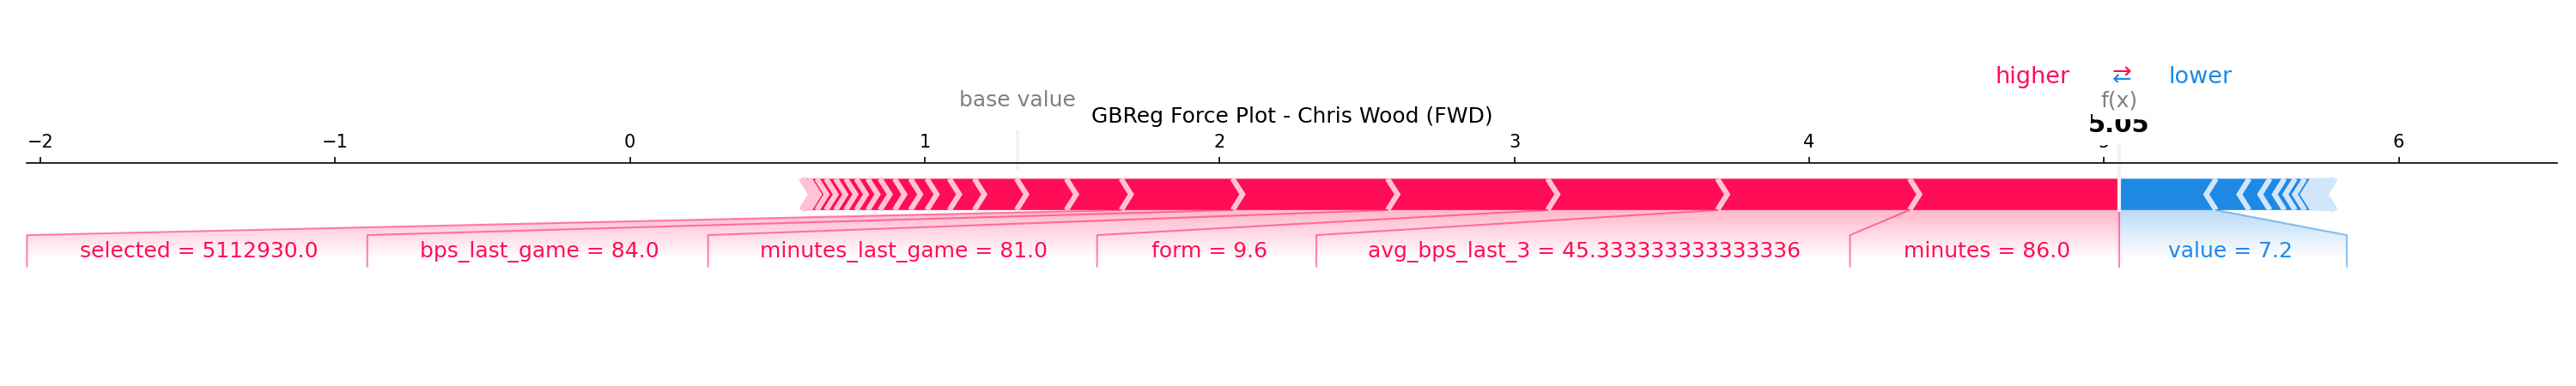 higher ⇄ lower
base value
f(x)
GBReg Force Plot - Chris Wood (FWD)
5.05
−2 −1 0 1 2 3 4 5 6
selected = 5112930.0 bps_last_game = 84.0 minutes_last_game = 81.0 form = 9.6 avg_bps_last_3 = 45.333333333333336 minutes = 86.0 value = 7.2